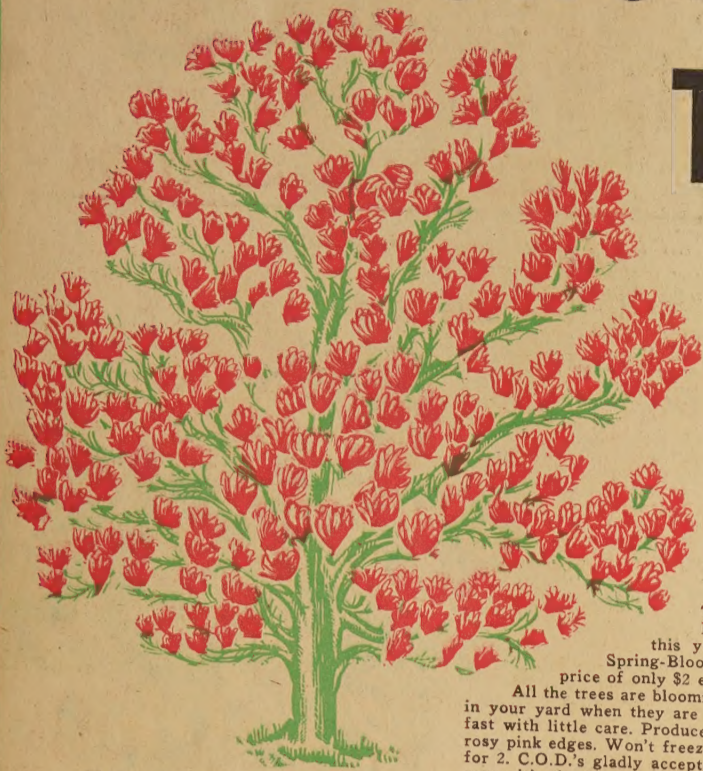 T
this y
Spring-Bloo
price of only $2 e
All the trees are bloomi
in your yard when they are
fast with little care. Produce
rosy pink edges. Won't freez
for 2. C.O.D.'s gladly accept